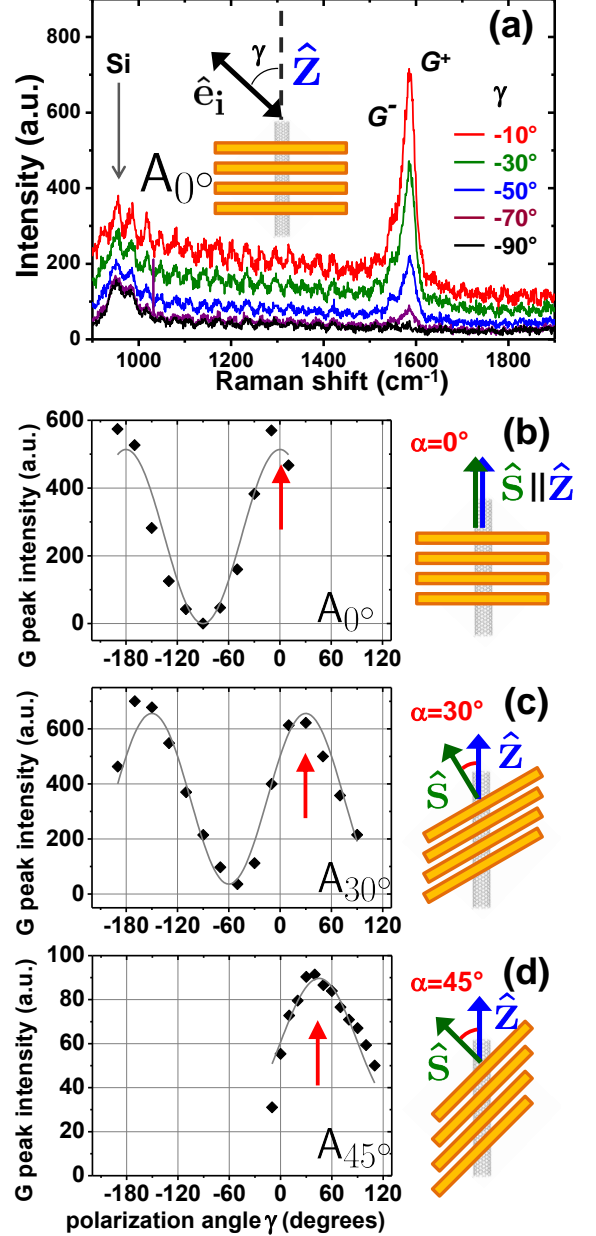 (a)
800
600
400
200
0
Intensity (a.u.)
Si
γ
Ẑ
ê_i
A_0°
G⁻
G⁺
γ
-10°
-30°
-50°
-70°
-90°
1000 1200 1400 1600 1800
Raman shift (cm⁻¹)
(b)
600
400
200
0
G peak intensity (a.u.)
A_0°
-180 -120 -60 0 60 120
α=0°
ŝ||Ẑ
(c)
600
400
200
0
G peak intensity (a.u.)
A_30°
-180 -120 -60 0 60 120
α=30°
ŝ
Ẑ
(d)
100
80
60
40
20
0
G peak intensity (a.u.)
A_45°
-180 -120 -60 0 60 120
polarization angle γ (degrees)
α=45°
ŝ
Ẑ